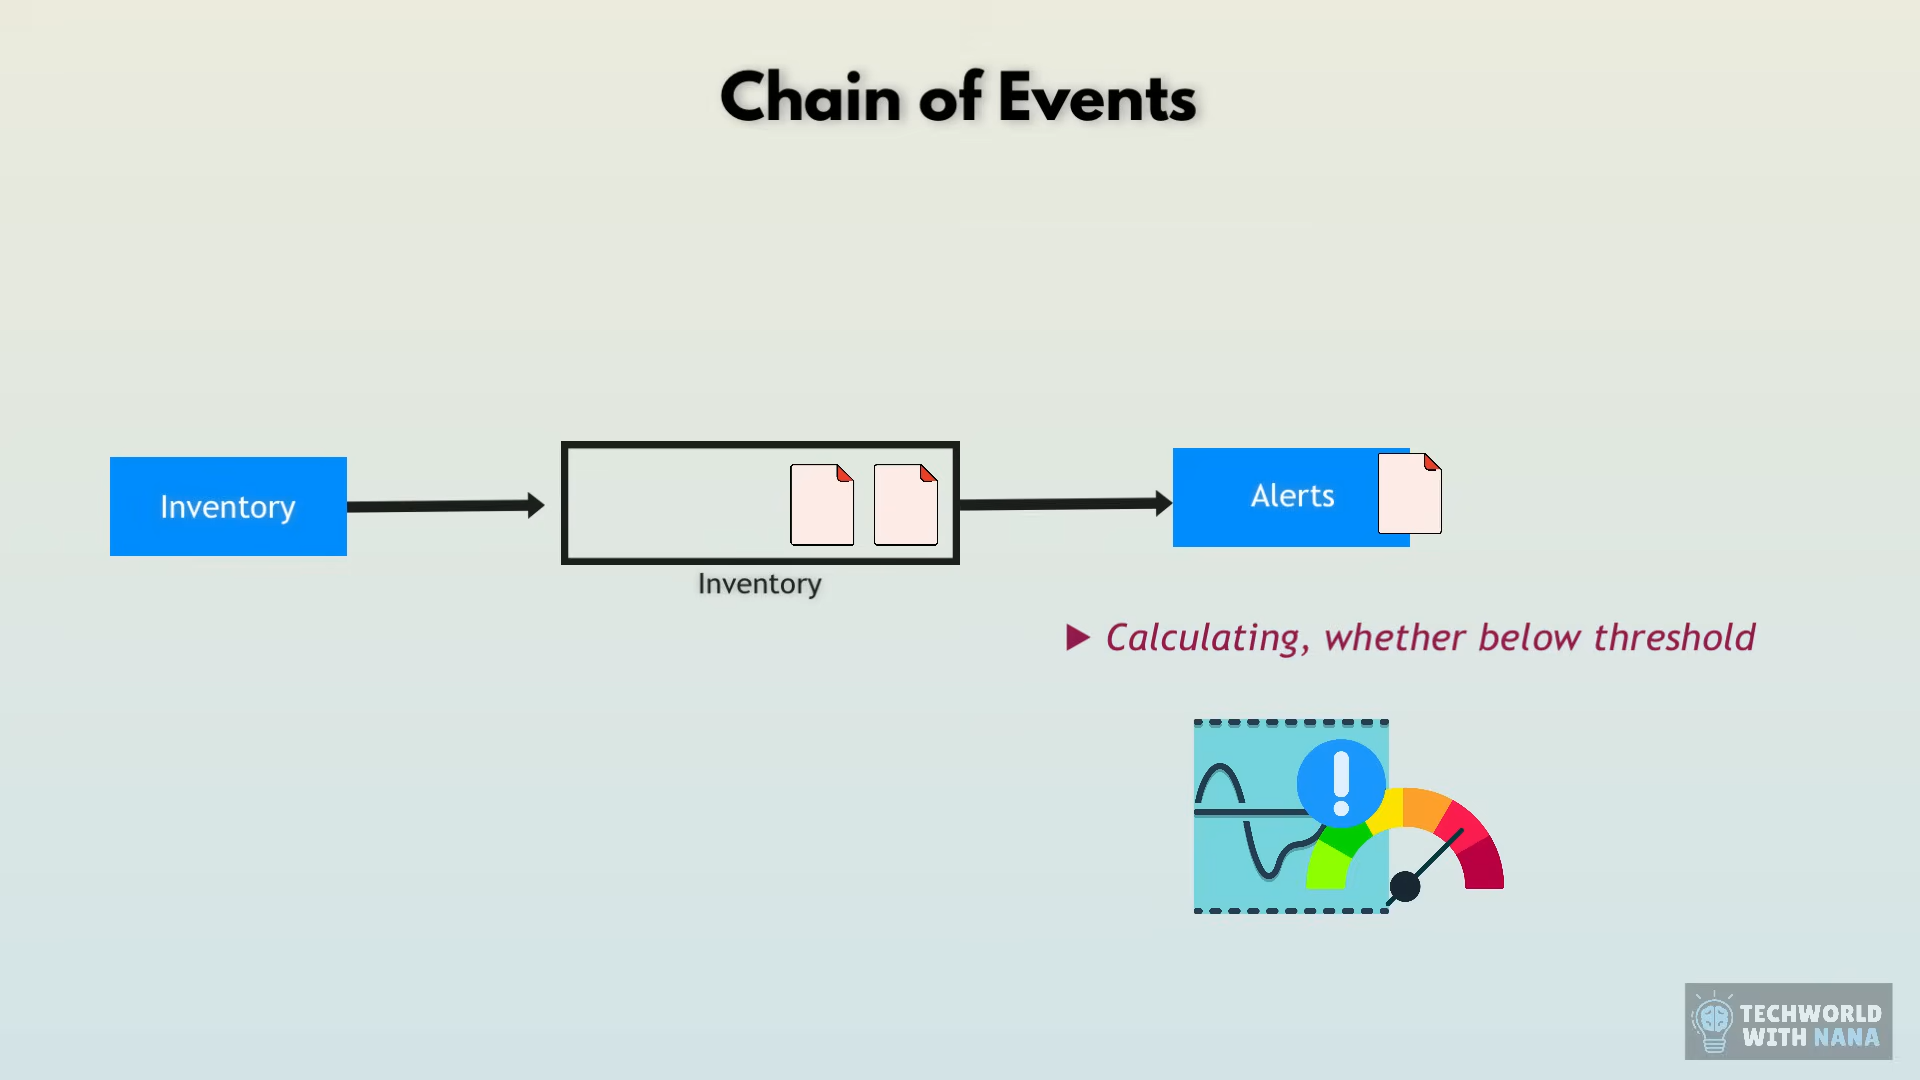 Chain of Events
Inventory
Alerts
Inventory
Calculating, whether below threshold
TECHWORLD
WITH NANA